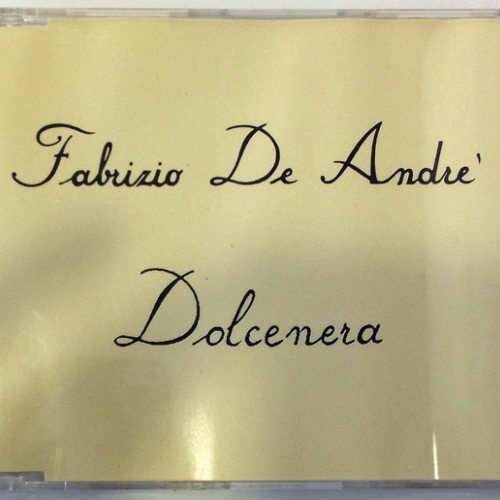 Fabrizio De Andre'
Dolcenera